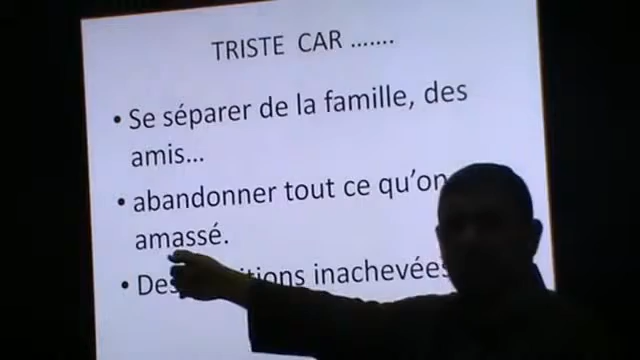 TRISTE CAR .......
• Se séparer de la famille, des
amis...
• abandonner tout ce qu'on
amassé.
• Des inachevées